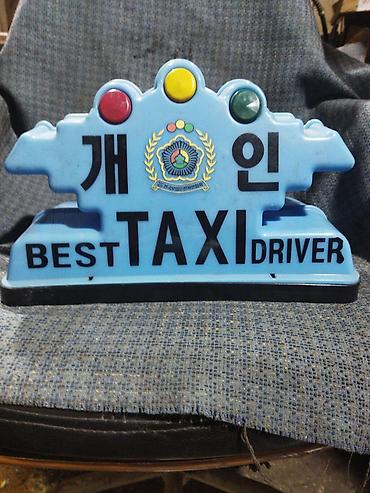 개 인
BEST TAXI DRIVER